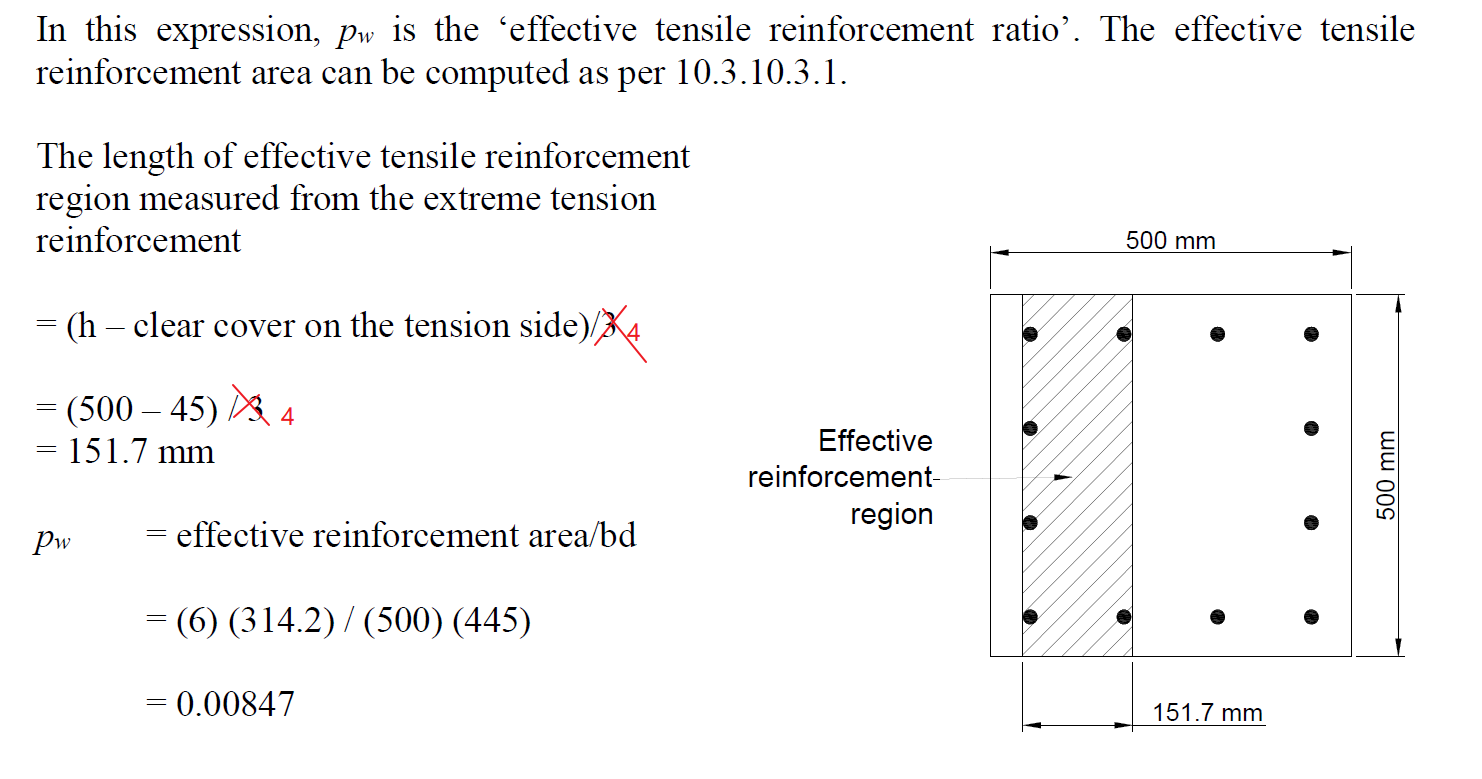 In this expression, pw is the ‘effective tensile reinforcement ratio’. The effective tensile
reinforcement area can be computed as per 10.3.10.3.1.
The length of effective tensile reinforcement
region measured from the extreme tension
reinforcement
= (h – clear cover on the tension side)/3 4
= (500 – 45) /3 4
= 151.7 mm
pw = effective reinforcement area/bd
= (6) (314.2) / (500) (445)
= 0.00847
500 mm
Effective
reinforcement
region
500 mm
151.7 mm